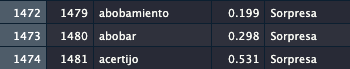 1472 1479 abobamiento 0.199 Sorpresa
1473 1480 abobar 0.298 Sorpresa
1474 1481 acertijo 0.531 Sorpresa